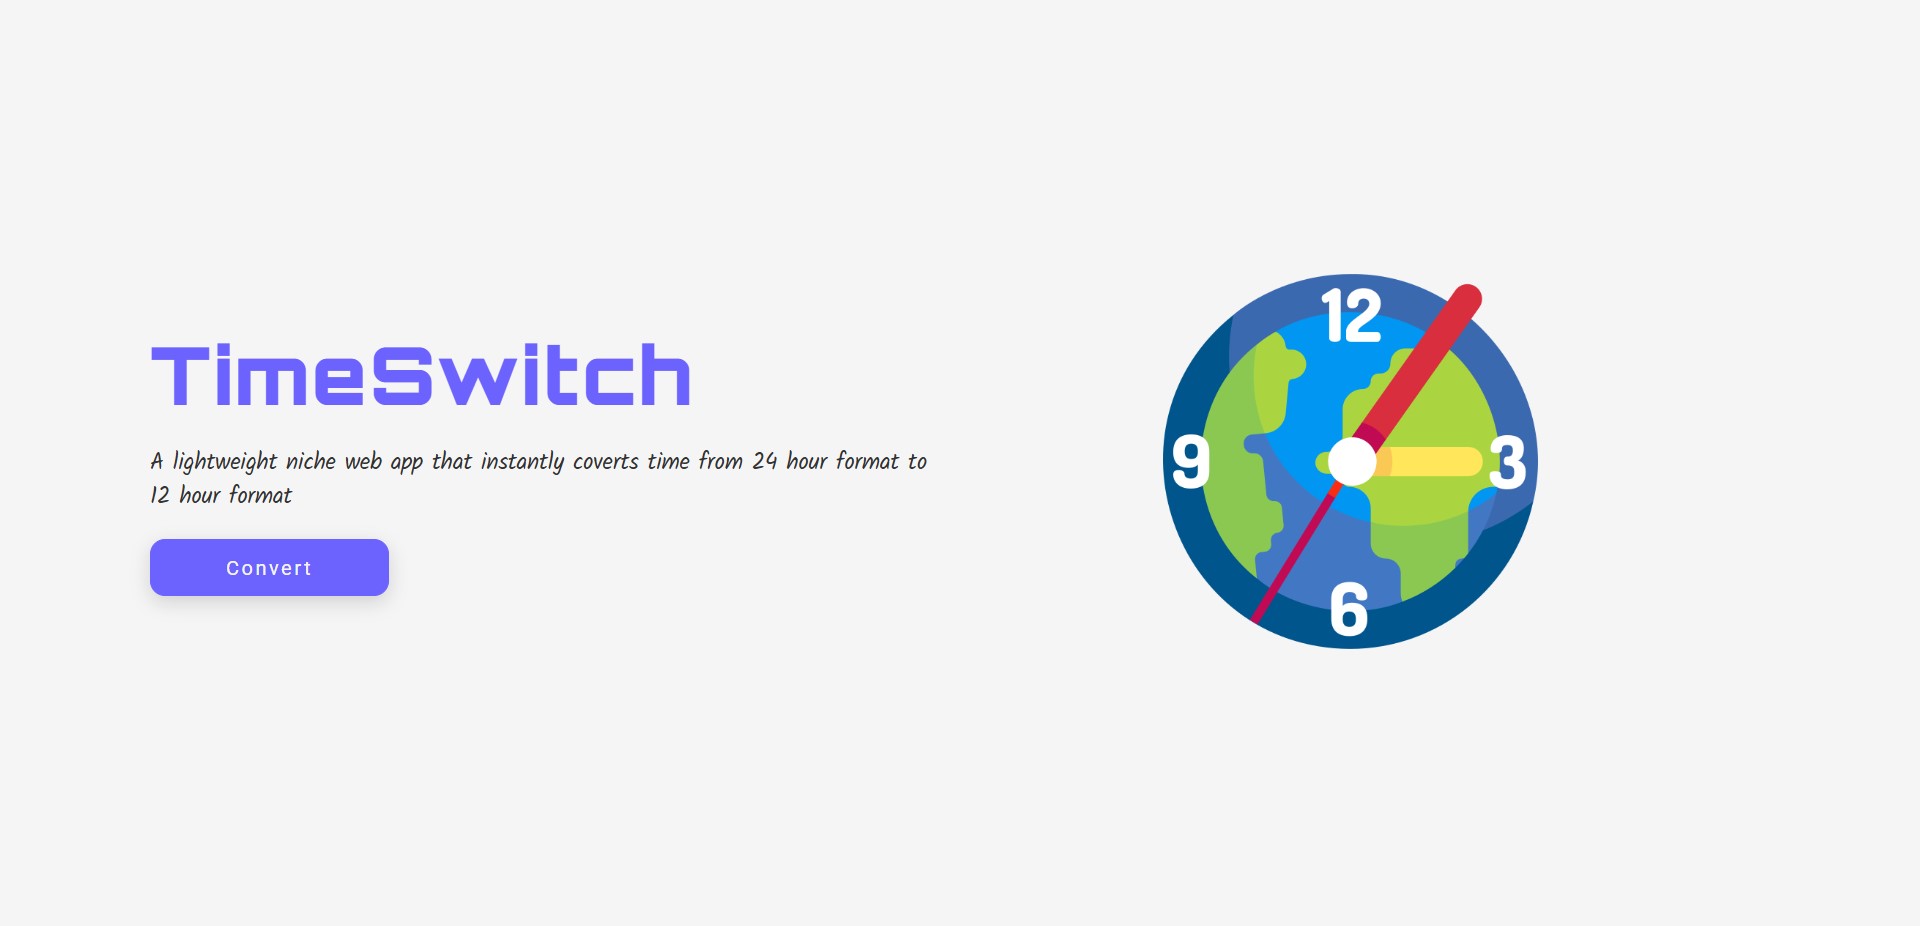 TimeSwitch
A lightweight niche web app that instantly coverts time from 24 hour format to
12 hour format
Convert
12
9
3
6